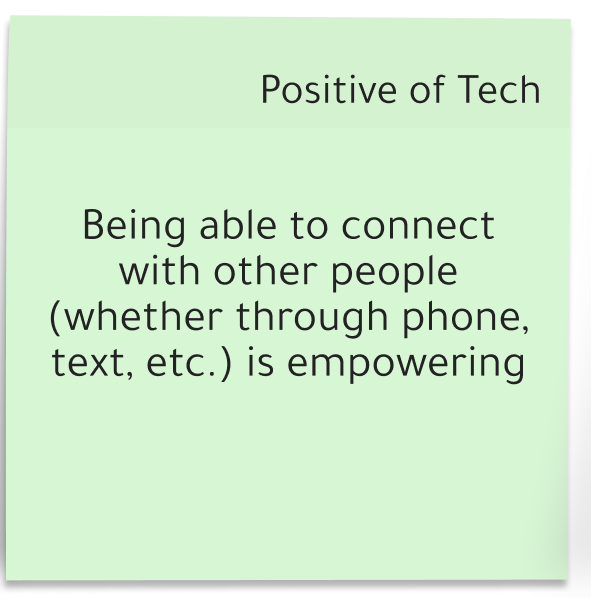 Positive of Tech
Being able to connect
with other people
(whether through phone,
text, etc.) is empowering